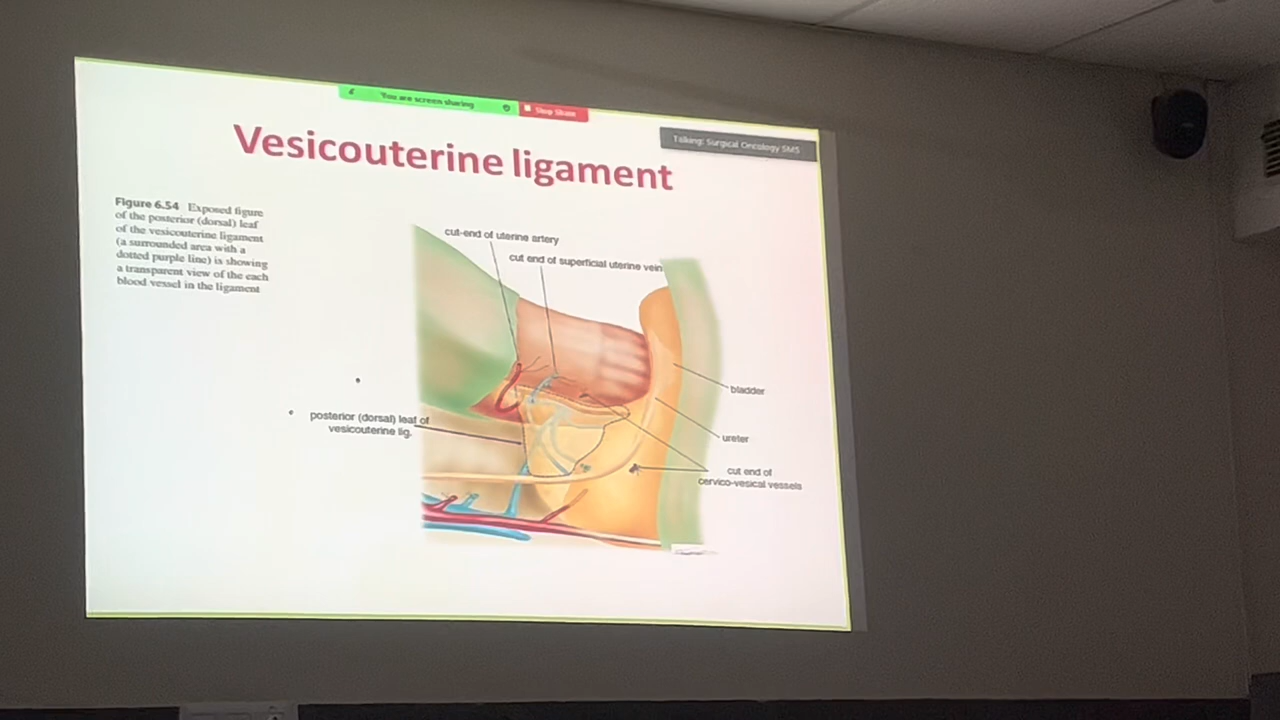 You are screen sharing
Stop Share
Talking: Surgical Oncology SMS
Vesicouterine ligament
Figure 6.54 Exposed figure
of the posterior (dorsal) leaf
of the vesicouterine ligament
(a surrounded area with a
dotted purple line) is showing
a transparent view of the each
blood vessel in the ligament
cut-end of uterine artery
cut end of superficial uterine vein
bladder
posterior (dorsal) leaf of
vesicouterine lig.
ureter
cut end of
cervico-vesical vessels